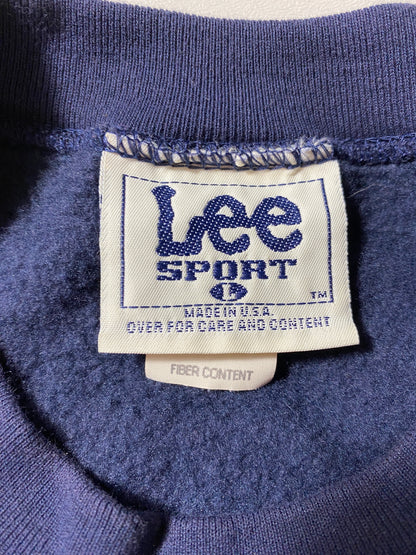 Lee
SPORT
TM
MADE IN U.S.A.
OVER FOR CARE AND CONTENT
FIBER CONTENT